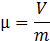 μ = V/m